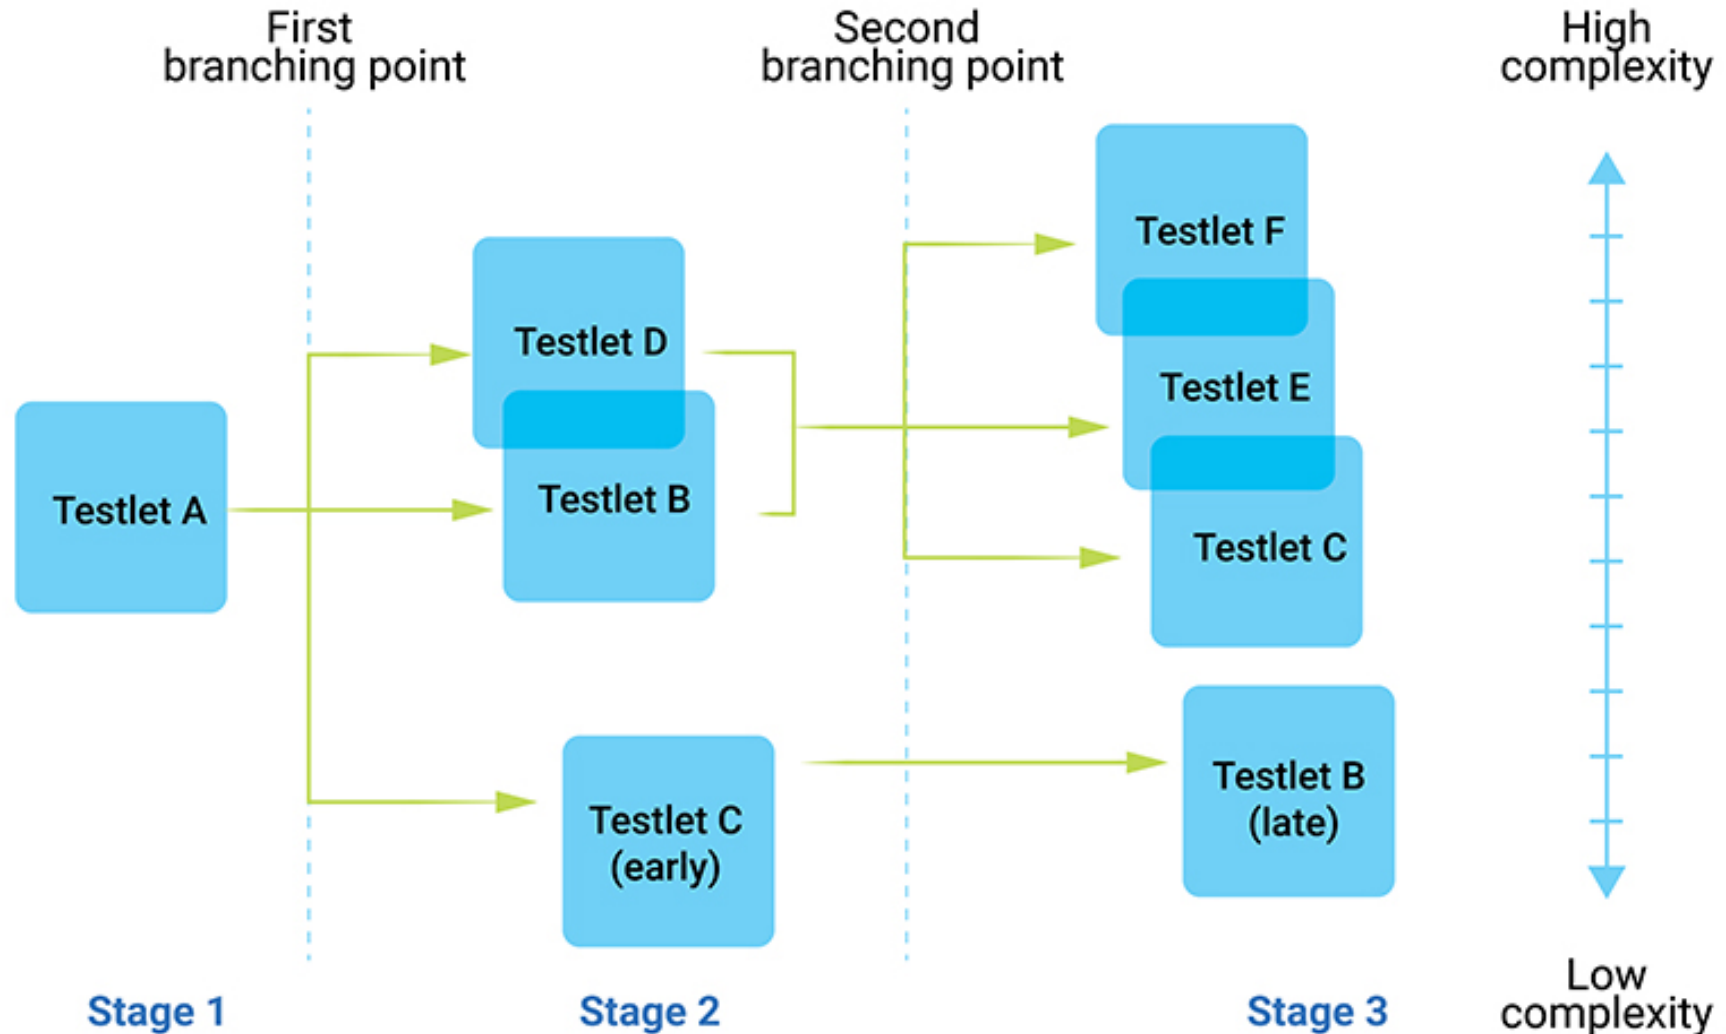 First
branching point
Second
branching point
High
complexity
Testlet F
Testlet D
Testlet E
Testlet A
Testlet B
Testlet C
Testlet C
(early)
Testlet B
(late)
Stage 1
Stage 2
Stage 3
Low
complexity